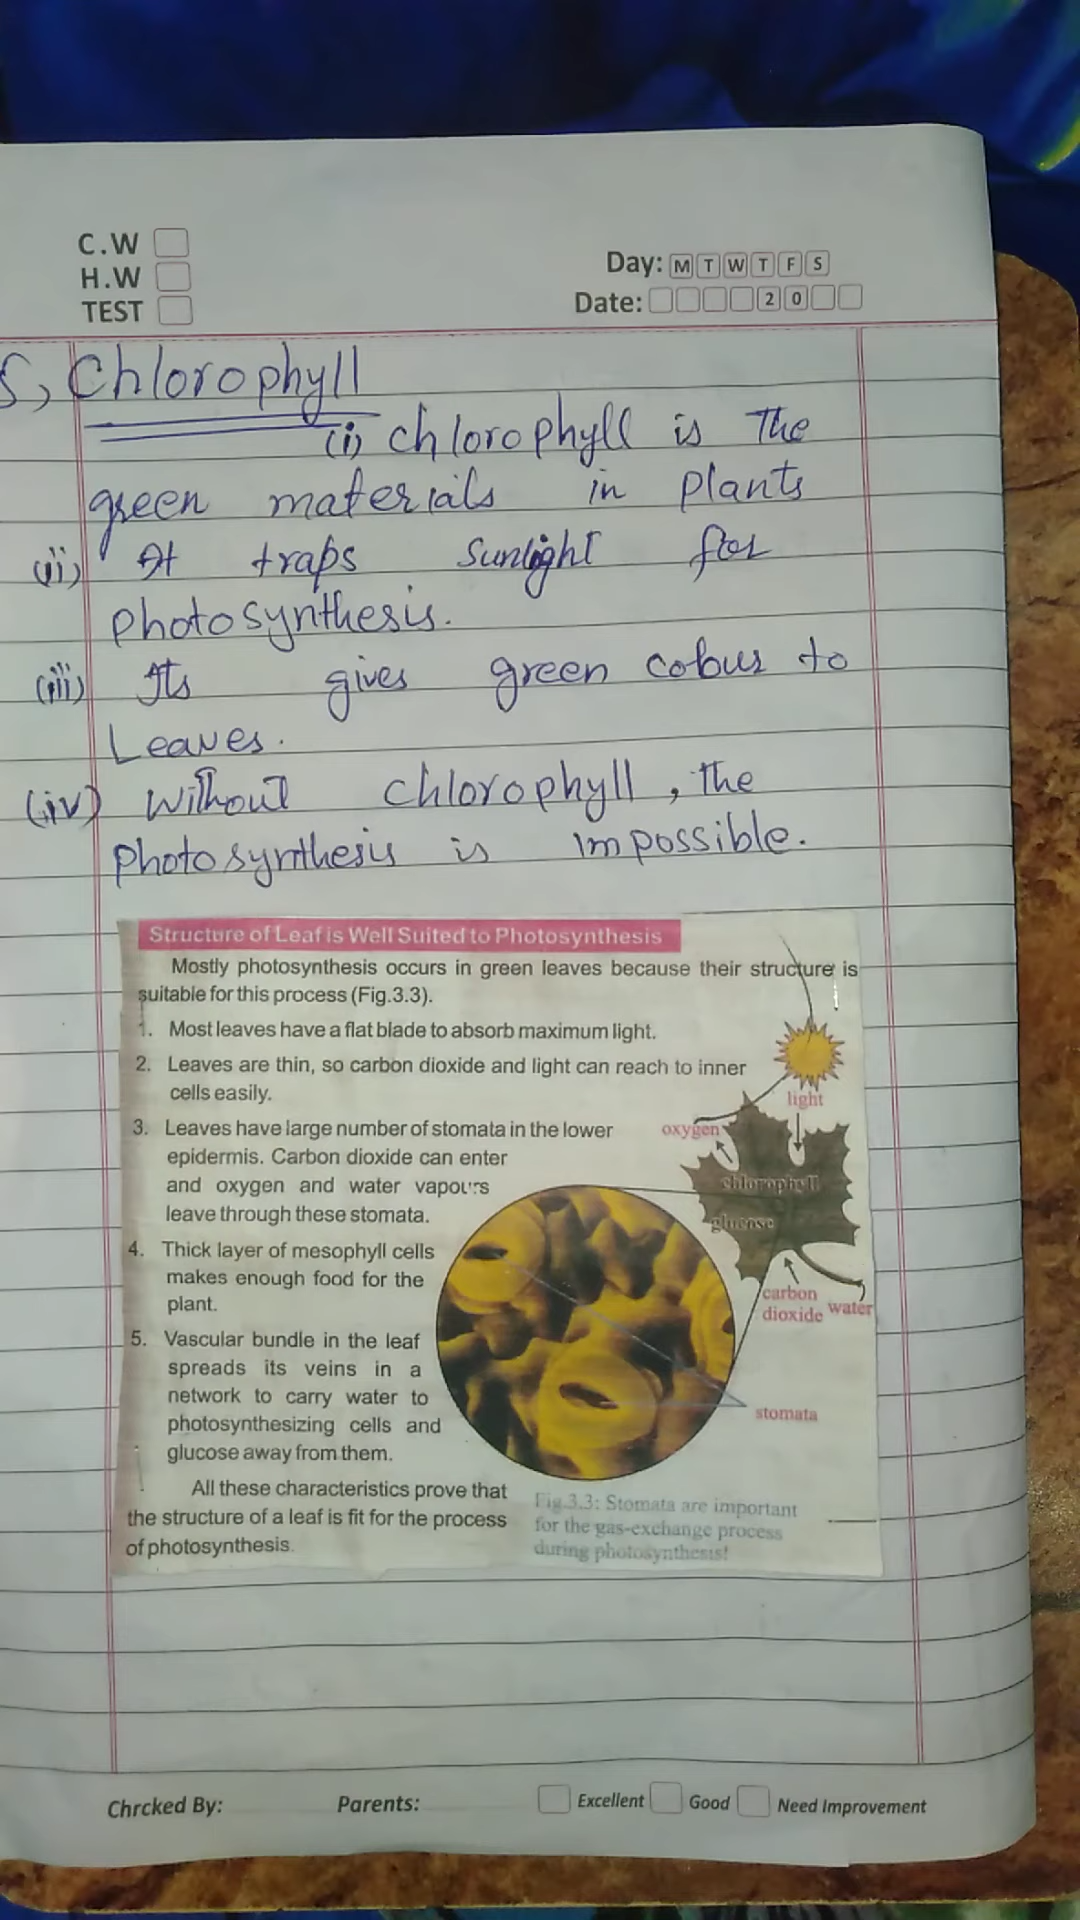 C.W
H.W
TEST
Day: M T W T F S
Date: 2 0
5, Chlorophyll
(i) chlorophyll is The
green materials in plants
(ii) It traps sunlight for
photosynthesis.
(iii) Its gives green colour to
Leaves.
(iv) Without chlorophyll, the
photosynthesis is impossible.
Structure of Leaf is Well Suited to Photosynthesis
Mostly photosynthesis occurs in green leaves because their structure is
suitable for this process (Fig.3.3).
1. Most leaves have a flat blade to absorb maximum light.
2. Leaves are thin, so carbon dioxide and light can reach to inner
cells easily.
light
3. Leaves have large number of stomata in the lower
oxygen
epidermis. Carbon dioxide can enter
and oxygen and water vapours
chlorophyll
leave through these stomata.
glucose
4. Thick layer of mesophyll cells
makes enough food for the
plant.
carbon
dioxide water
5. Vascular bundle in the leaf
spreads its veins in a
network to carry water to
photosynthesizing cells and
stomata
glucose away from them.
All these characteristics prove that
the structure of a leaf is fit for the process
of photosynthesis.
Fig.3.3: Stomata are important
for the gas-exchange process
during photosynthesis!
Chrcked By: Parents: Excellent Good Need Improvement